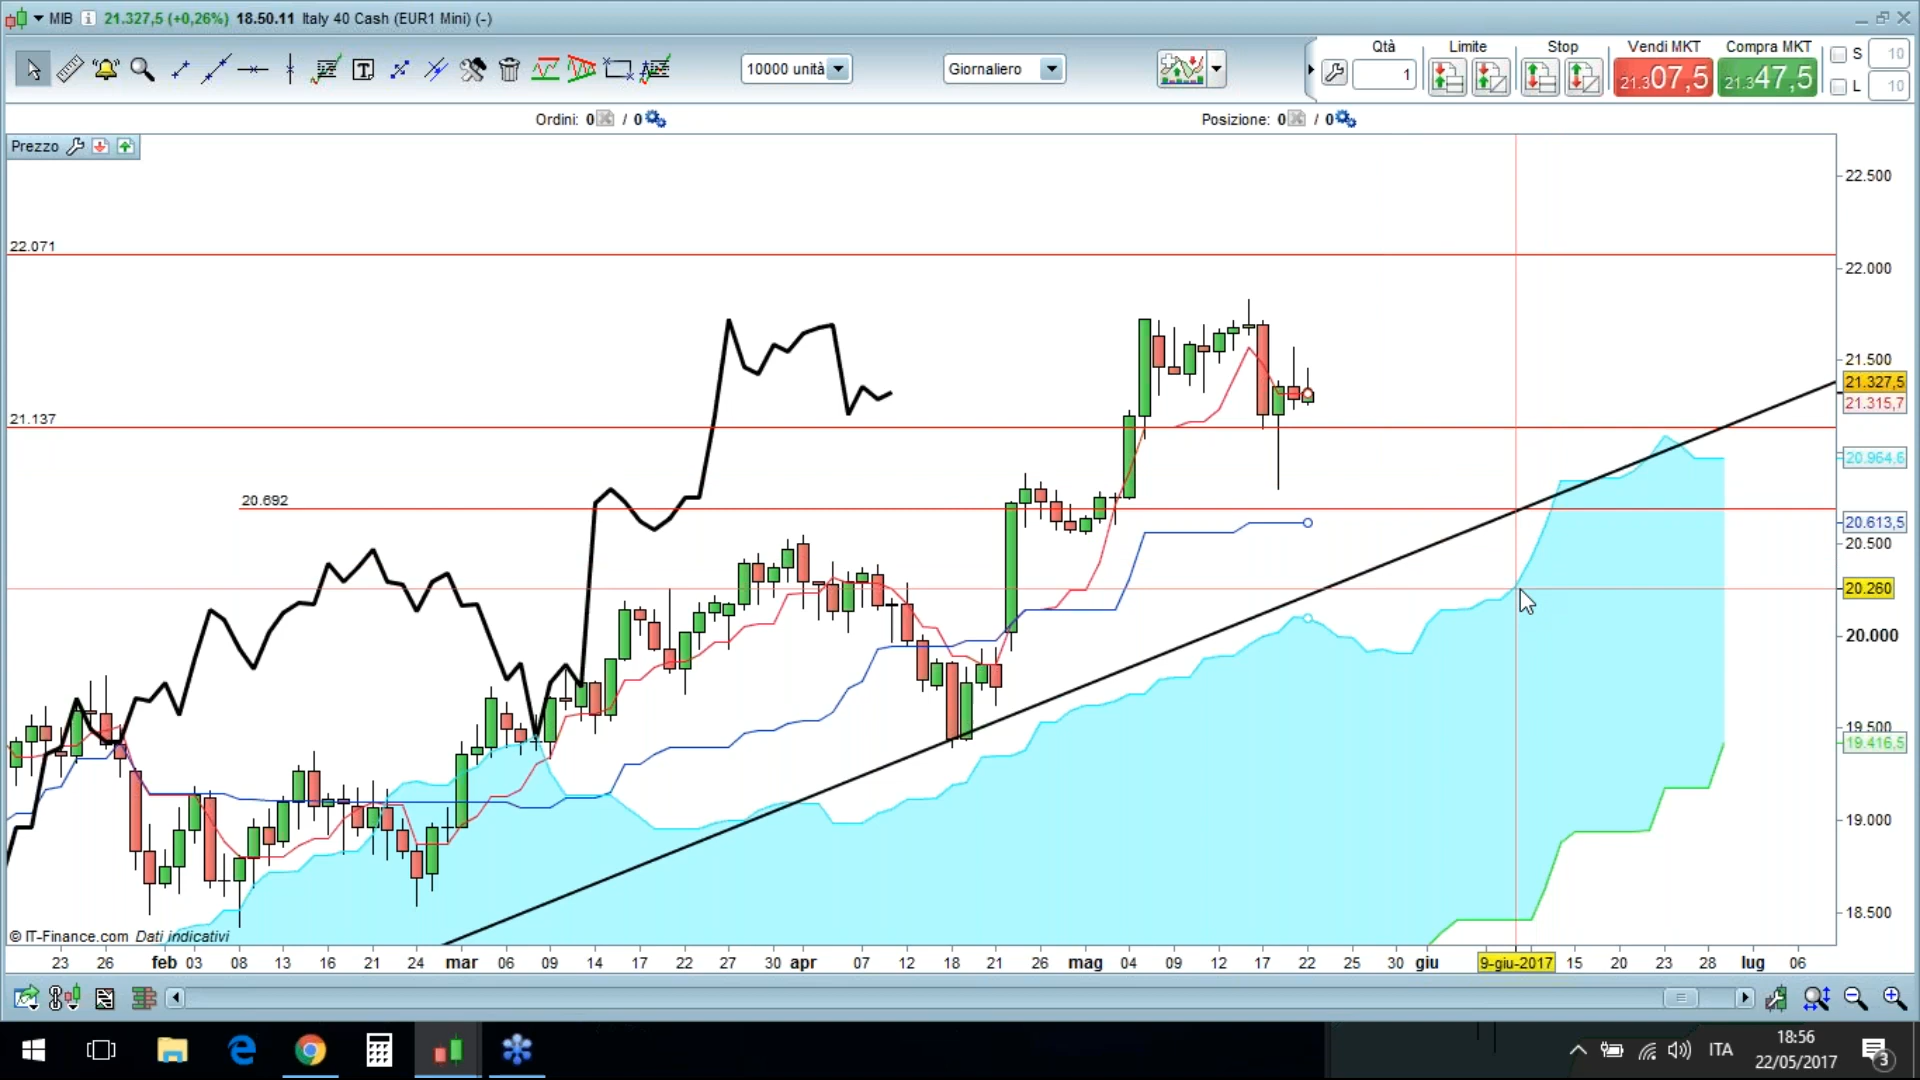 MIB 21.327,5 (+0,26%) 18.50.11 Italy 40 Cash (EUR1 Mini) (-)
10000 unità
Giornaliero
Qtà
1
Limite
Stop
Vendi MKT
21.307,5
Compra MKT
21.347,5
S 10
L 10
Ordini: 0 / 0
Posizione: 0 / 0
Prezzo
22.500
22.071
22.000
21.500
21.327,5
21.315,7
21.137
20.964,6
20.692
20.613,5
20.500
20.260
20.000
19.500
19.416,5
19.000
18.500
© IT-Finance.com Dati indicativi
23 26 feb 03 08 13 16 21 24 mar 06 09 14 17 22 27 30 apr 07 12 18 21 26 mag 04 09 12 17 22 25 30 giu 9-giu-2017 15 20 23 28 lug 06
ITA
18:56
22/05/2017
3